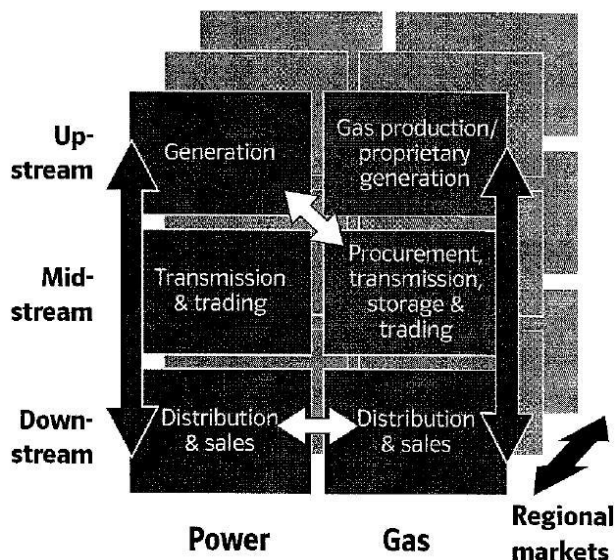 Up-
stream
Generation
Gas production/
proprietary
generation
Mid-
stream
Transmission
& trading
Procurement,
transmission,
storage &
trading
Down-
stream
Distribution
& sales
Distribution
& sales
Power
Gas
Regional
markets